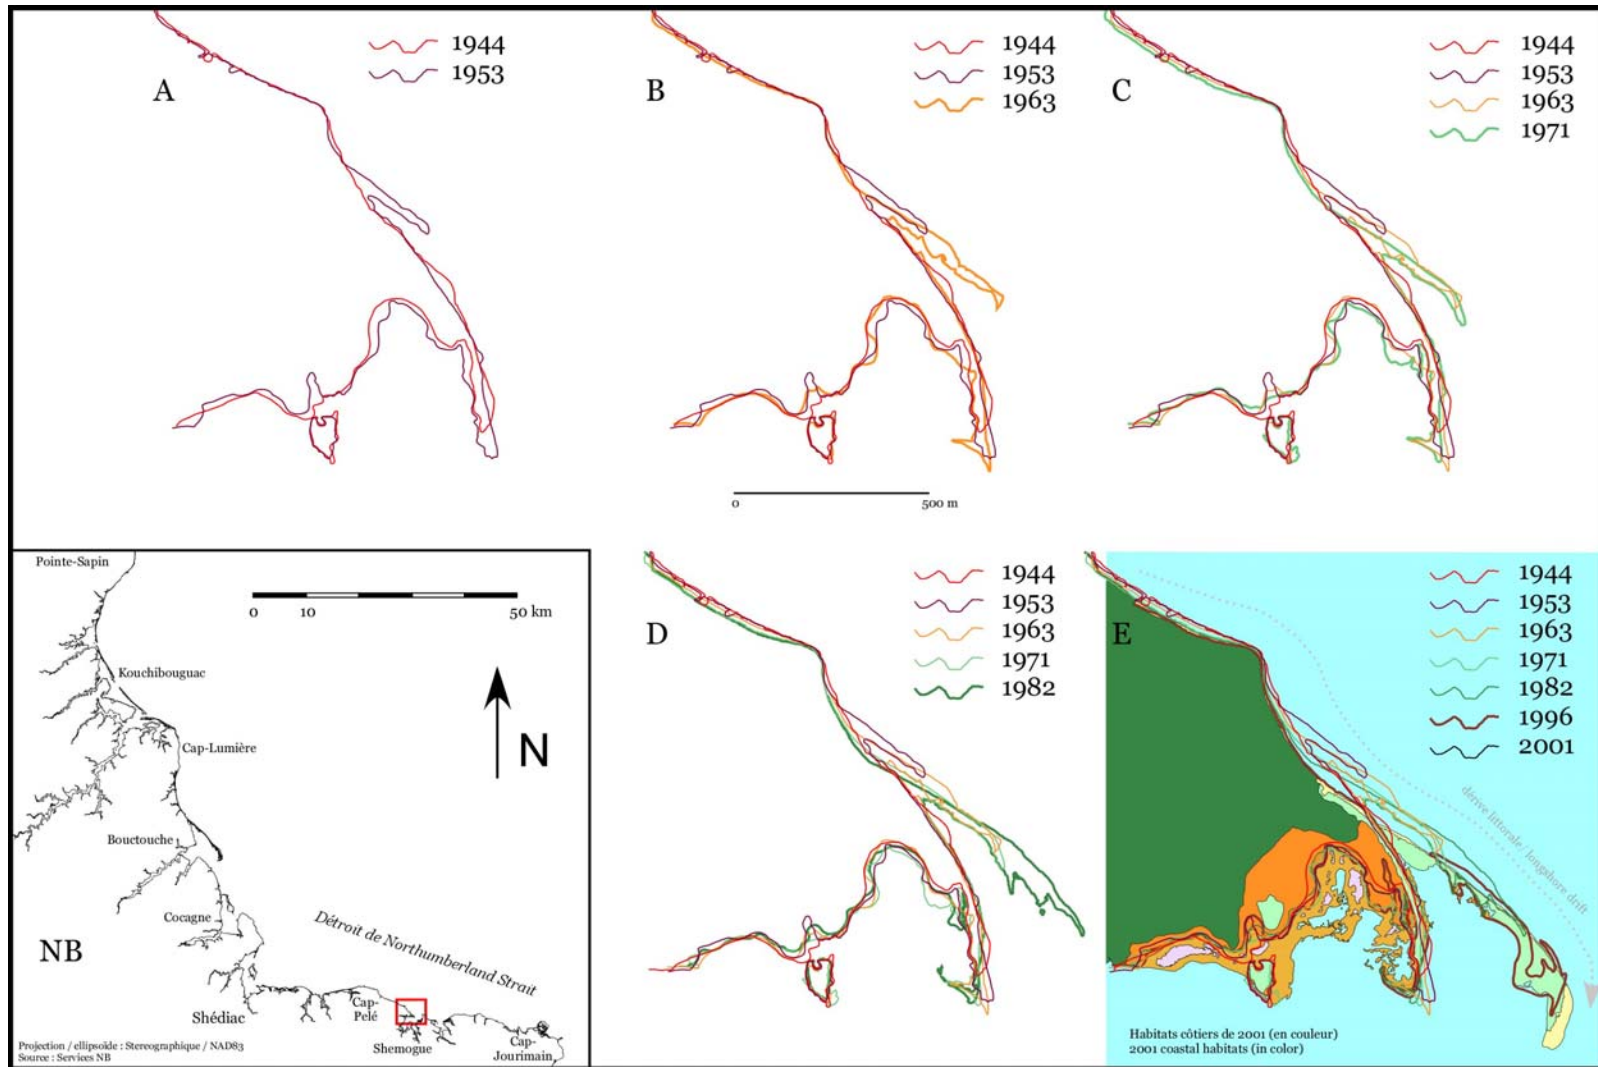 A
1944
1953
B
1944
1953
1963
C
1944
1953
1963
1971
0 500 m
Pointe-Sapin
0 10 50 km
Kouchibouguac
N
Cap-Lumière
Bouctouche
Cocagne
Détroit de Northumberland Strait
NB
Shédiac
Cap-
Pelé
Shemogue
Cap-
Jourimain
Projection / ellipsoïde : Stereographique / NAD83
Source : Services NB
D
1944
1953
1963
1971
1982
E
1944
1953
1963
1971
1982
1996
2001
dérive littorale / longshore drift
Habitats côtiers de 2001 (en couleur)
2001 coastal habitats (in color)